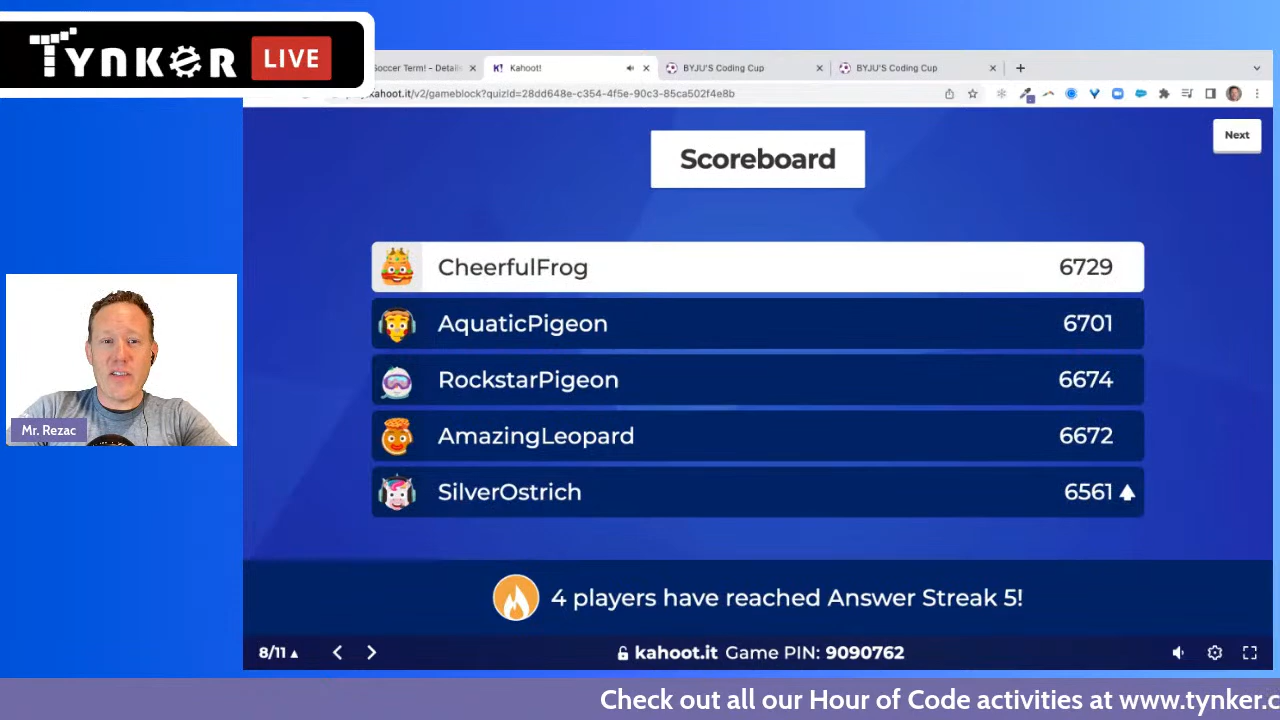 TYNKER LIVE
Soccer Term! - Detail
Kahoot!
BYJU'S Coding Cup
BYJU'S Coding Cup
kahoot.it/v2/gameblock?quizId=28dd648e-c354-4f5e-90c3-85ca502f4e8b
Next
Scoreboard
CheerfulFrog 6729
AquaticPigeon 6701
RockstarPigeon 6674
AmazingLeopard 6672
SilverOstrich 6561
Mr. Rezac
4 players have reached Answer Streak 5!
8/11
kahoot.it Game PIN: 9090762
Check out all our Hour of Code activities at www.tynker.c